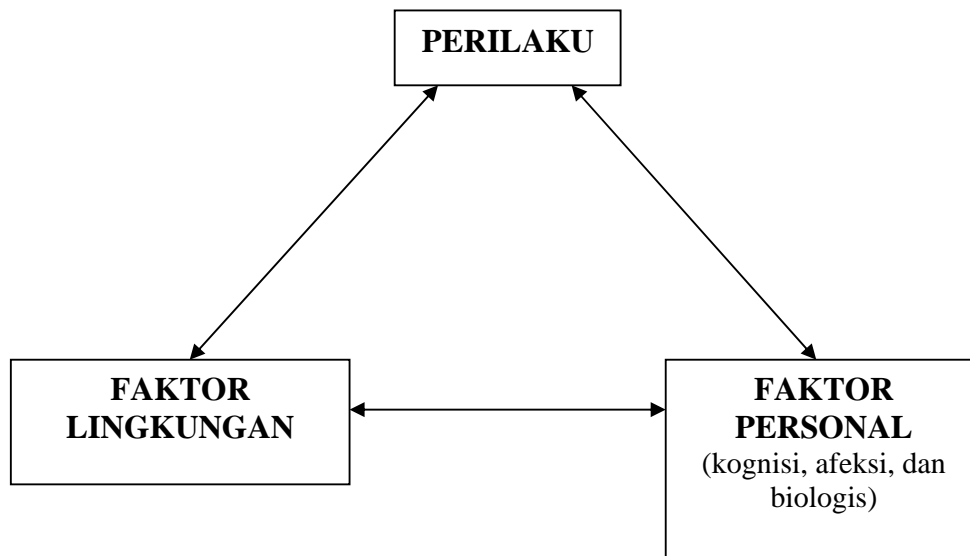 PERILAKU
FAKTOR
LINGKUNGAN
FAKTOR
PERSONAL
(kognisi, afeksi, dan
biologis)